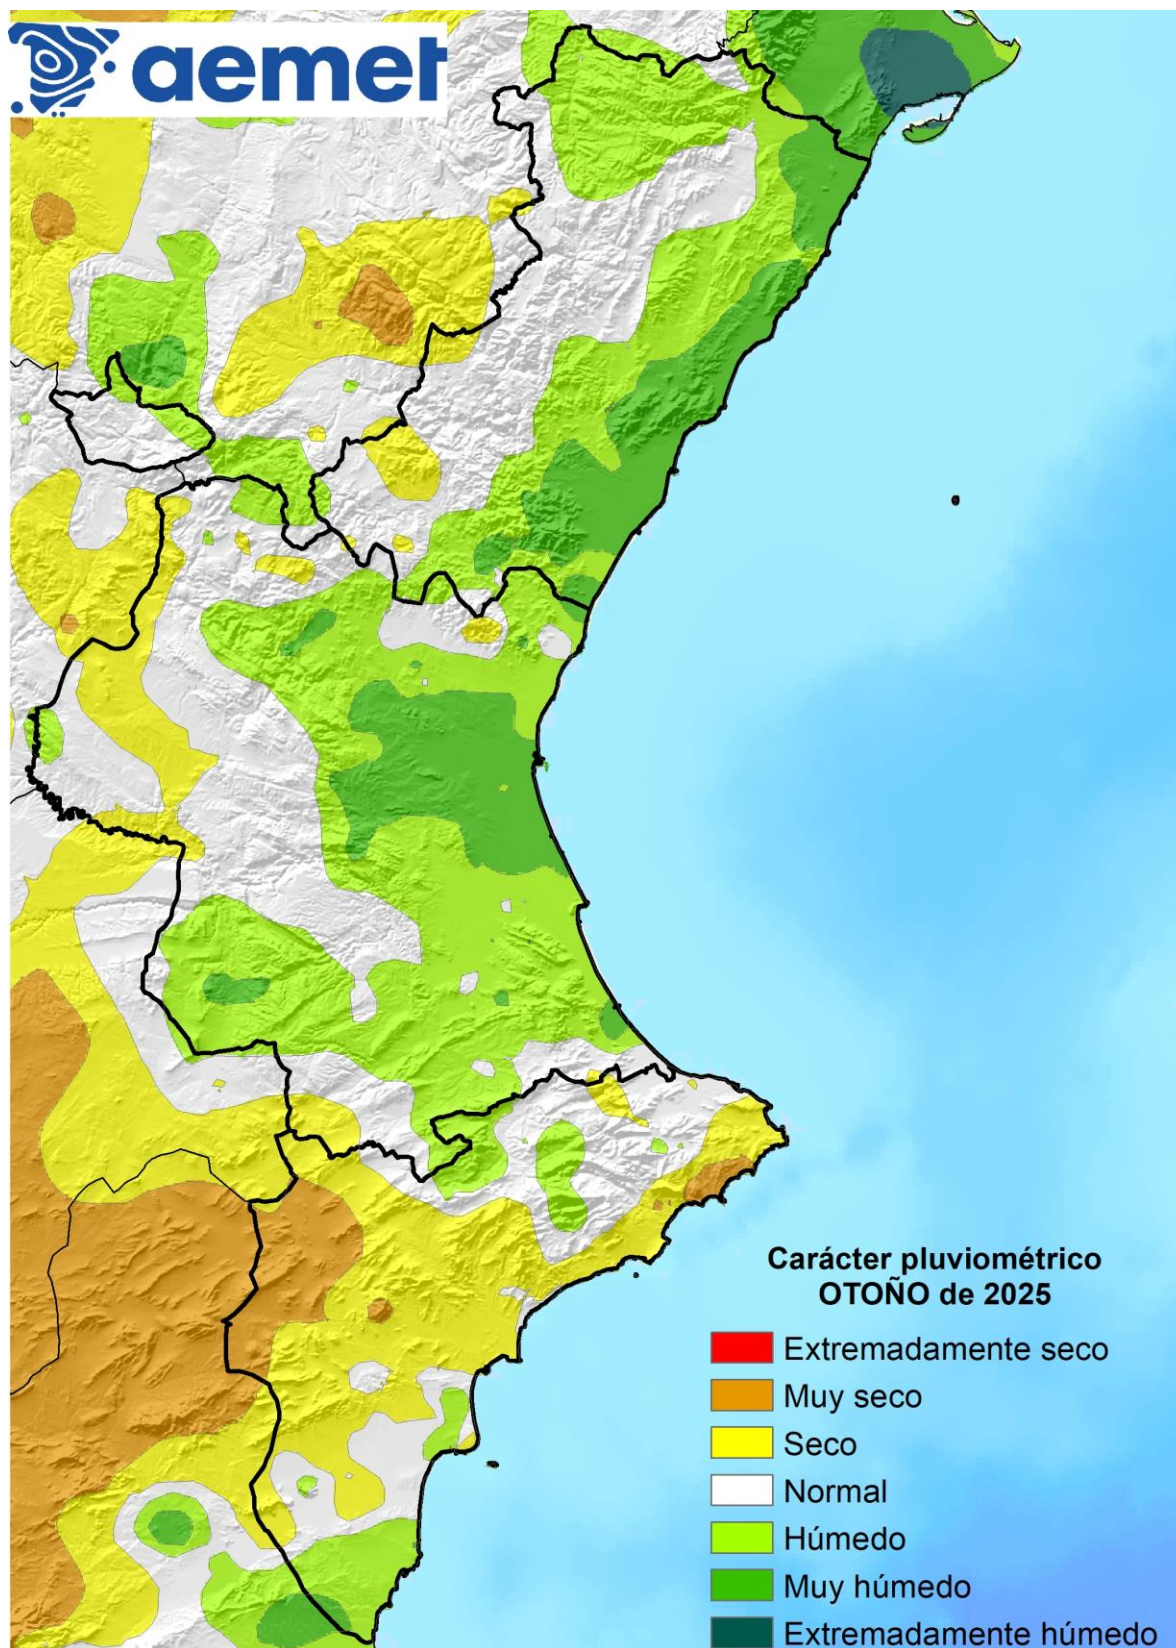 aemet
Carácter pluviométrico
OTOÑO de 2025
Extremadamente seco
Muy seco
Seco
Normal
Húmedo
Muy húmedo
Extremadamente húmedo